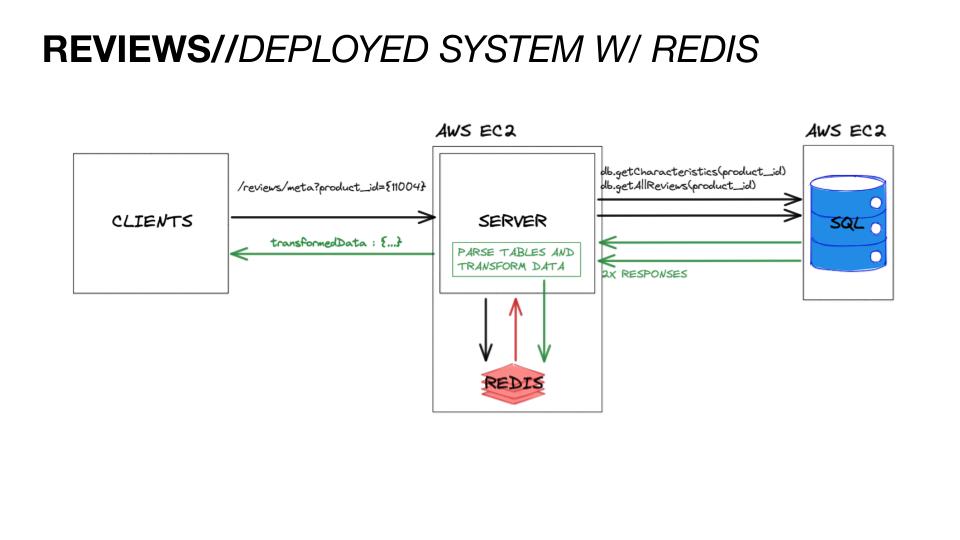 REVIEWS//DEPLOYED SYSTEM W/ REDIS
AWS EC2
AWS EC2
CLIENTS
/reviews/meta?product_id={11004}
transformedData : {...}
SERVER
PARSE TABLES AND
TRANSFORM DATA
db.getCharacteristics(product_id)
db.getAllReviews(product_id)
2X RESPONSES
SQL
REDIS